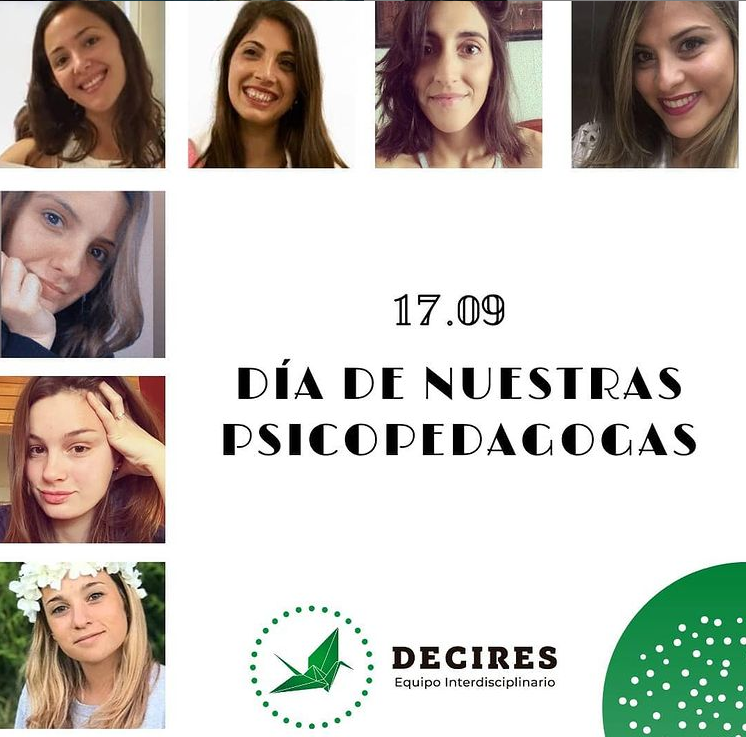 17.09
DÍA DE NUESTRAS
PSICOPEDAGOGAS
DECIRES
Equipo Interdisciplinario